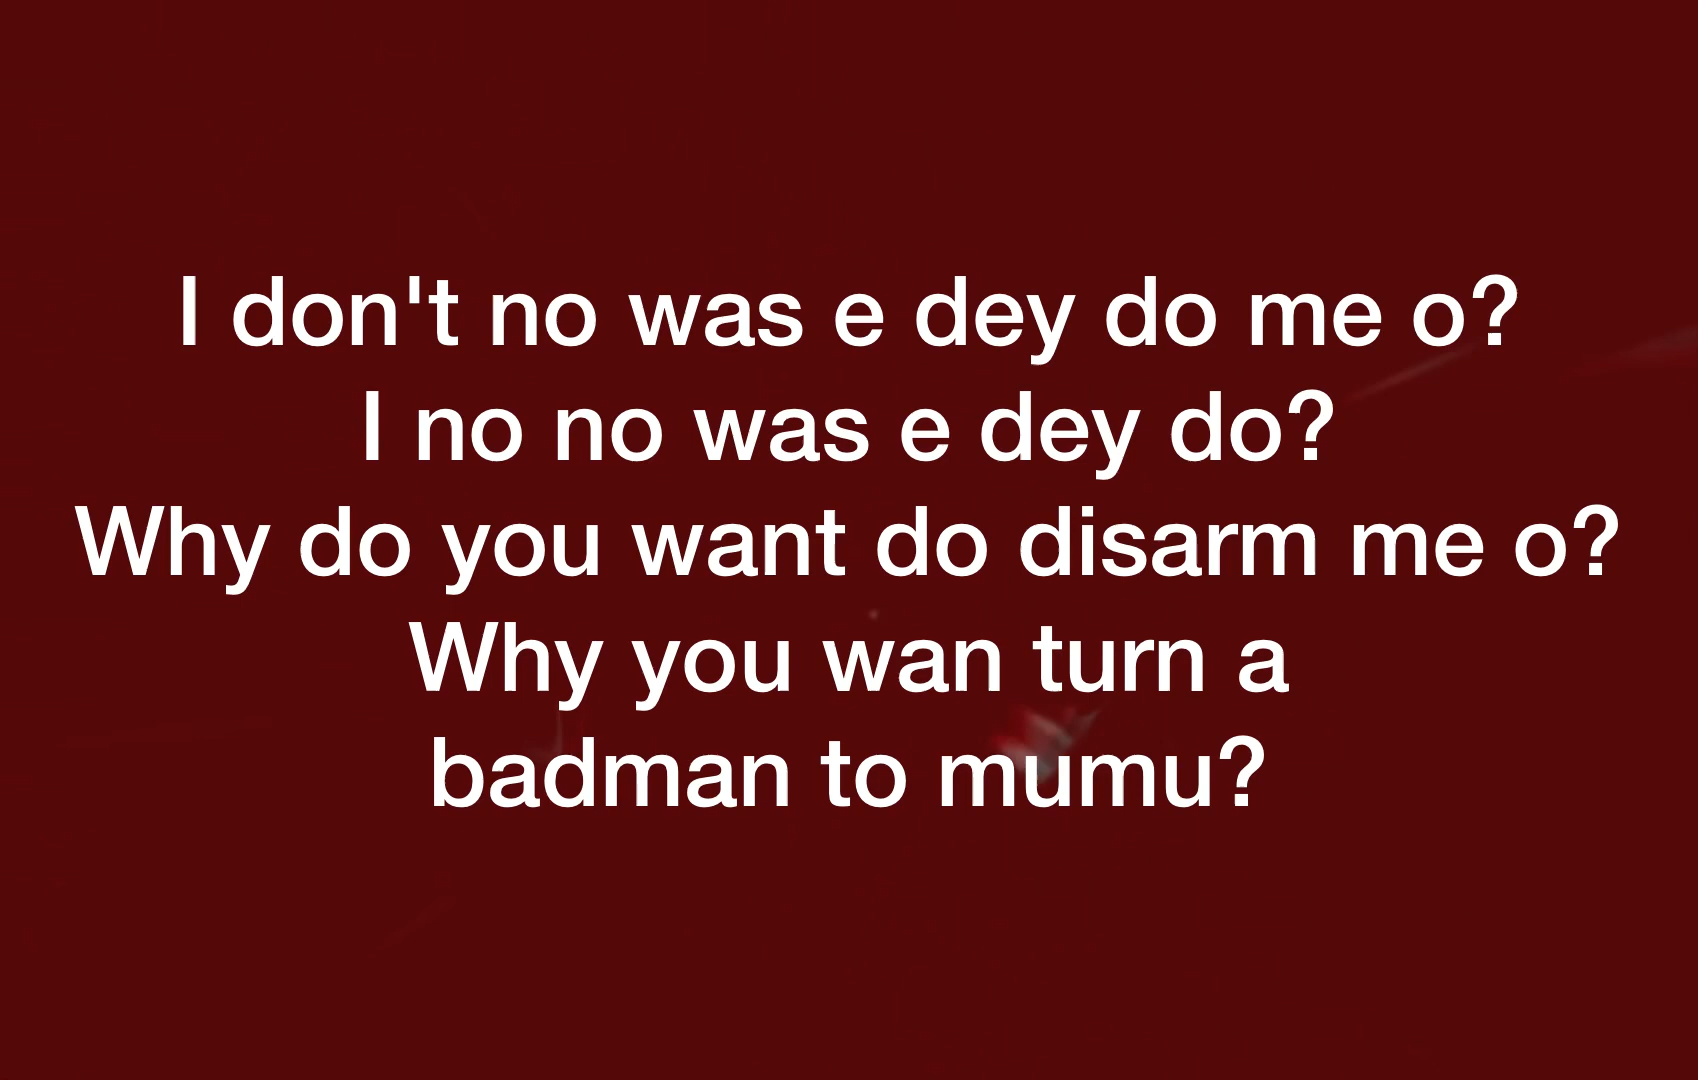 I don't no was e dey do me o?
I no no was e dey do?
Why do you want do disarm me o?
Why you wan turn a
badman to mumu?